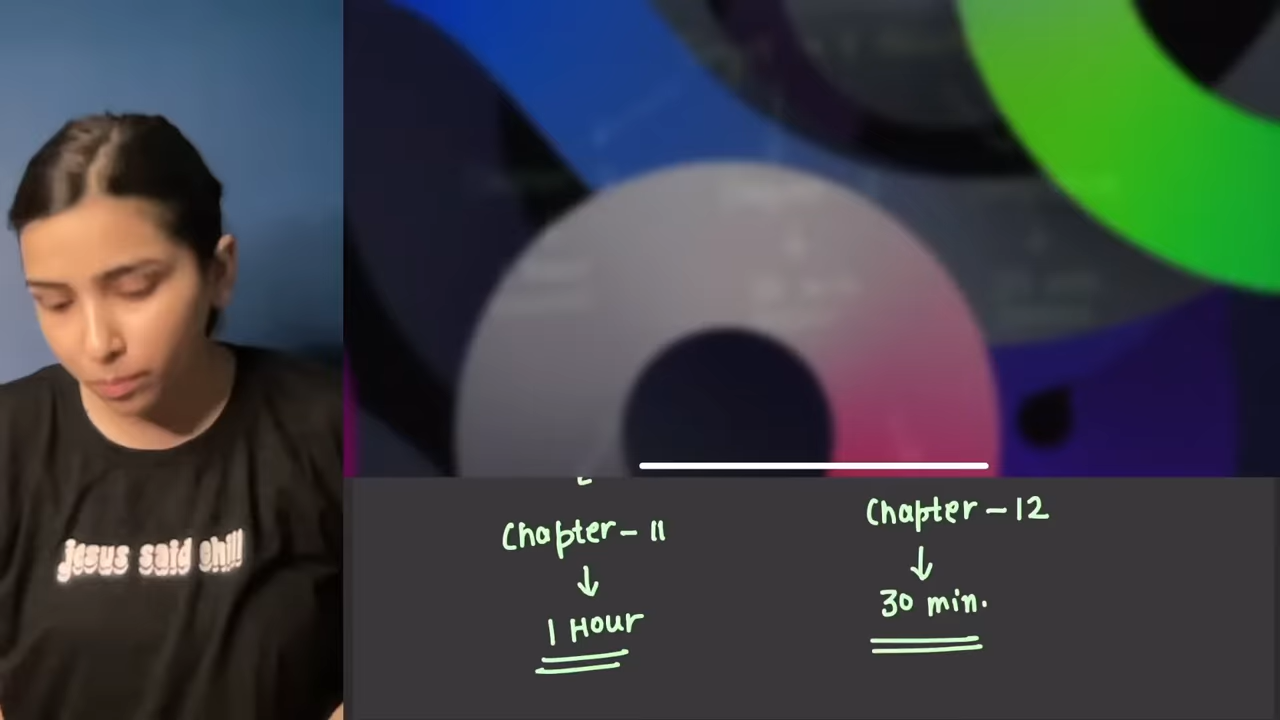 jesus said chill
Chapter - 11
↓
1 Hour
Chapter - 12
↓
30 min.